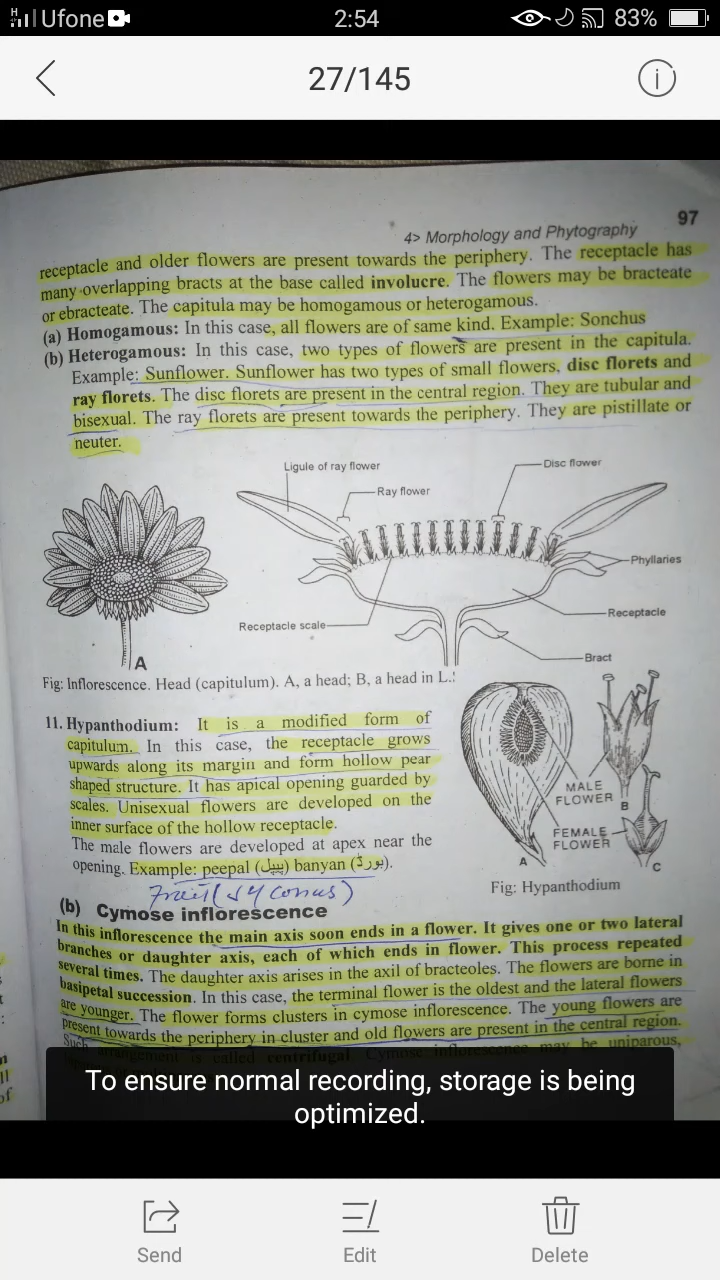 Ufone 2:54 83%
27/145
97
4> Morphology and Phytography
receptacle and older flowers are present towards the periphery. The receptacle has
many overlapping bracts at the base called involucre. The flowers may be bracteate
or ebracteate. The capitula may be homogamous or heterogamous.
(a) Homogamous: In this case, all flowers are of same kind. Example: Sonchus
(b) Heterogamous: In this case, two types of flowers are present in the capitula.
Example: Sunflower. Sunflower has two types of small flowers, disc florets and
ray florets. The disc florets are present in the central region. They are tubular and
bisexual. The ray florets are present towards the periphery. They are pistillate or
neuter.
Ligule of ray flower
Disc flower
Ray flower
Phyllaries
Receptacle
Receptacle scale
Bract
A
Fig: Inflorescence. Head (capitulum). A, a head; B, a head in L.
11. Hypanthodium: It is a modified form of
capitulum. In this case, the receptacle grows
upwards along its margin and form hollow pear
shaped structure. It has apical opening guarded by
scales. Unisexual flowers are developed on the
inner surface of the hollow receptacle.
The male flowers are developed at apex near the
opening. Example: peepal (پیپل) banyan (بورڈ).
MALE
FLOWER
B
FEMALE
FLOWER
A
C
Fig: Hypanthodium
Fruit (syconus)
(b) Cymose inflorescence
In this inflorescence the main axis soon ends in a flower. It gives one or two lateral
branches or daughter axis, each of which ends in flower. This process repeated
several times. The daughter axis arises in the axil of bracteoles. The flowers are borne in
basipetal succession. In this case, the terminal flower is the oldest and the lateral flowers
are younger. The flower forms clusters in cymose inflorescence. The young flowers are
present towards the periphery in cluster and old flowers are present in the central region.
Such arrangement is called centrifugal. Cymose inflorescence may be uniparous,
To ensure normal recording, storage is being
optimized.
Send Edit Delete